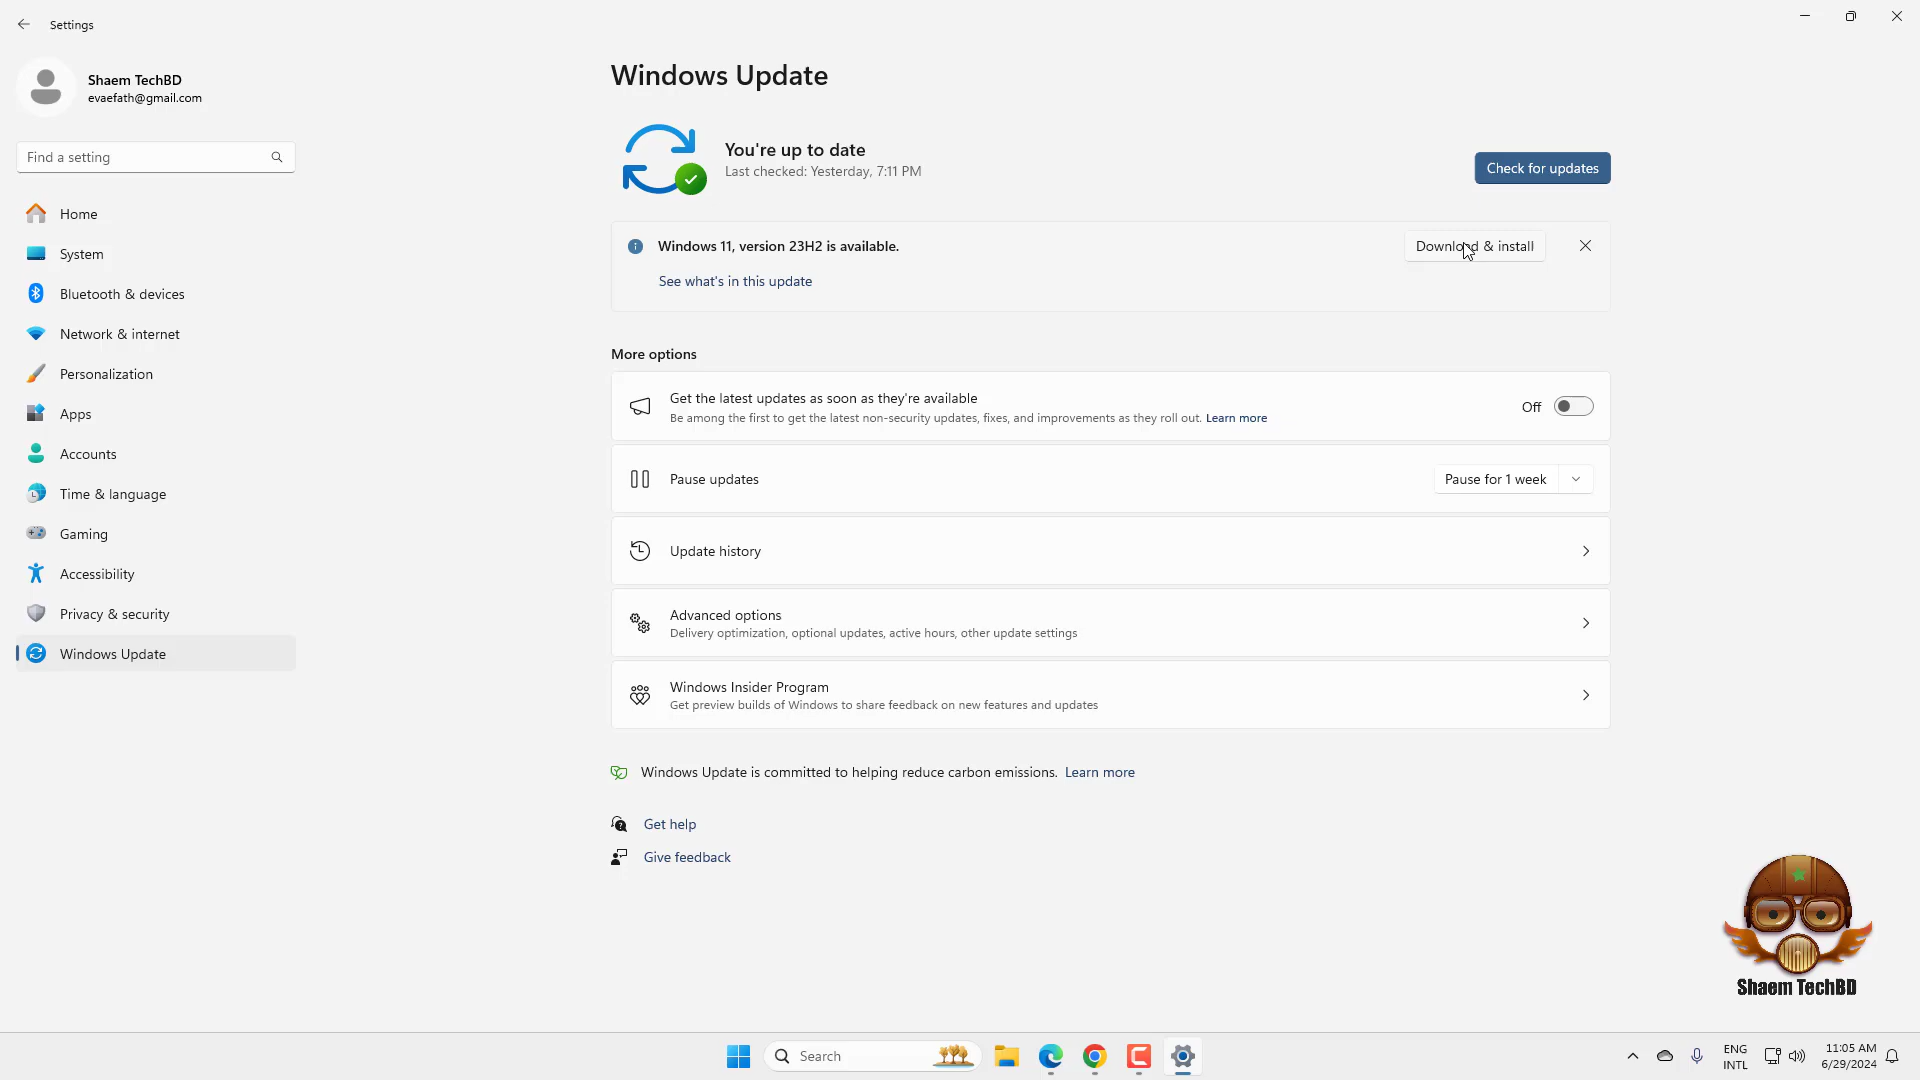 Settings
Shaem TechBD
evaefath@gmail.com
Find a setting
Home
System
Bluetooth & devices
Network & internet
Personalization
Apps
Accounts
Time & language
Gaming
Accessibility
Privacy & security
Windows Update
Windows Update
You're up to date
Last checked: Yesterday, 7:11 PM
Check for updates
Windows 11, version 23H2 is available.
Download & install
See what's in this update
More options
Get the latest updates as soon as they're available
Be among the first to get the latest non-security updates, fixes, and improvements as they roll out. Learn more
Off
Pause updates
Pause for 1 week
Update history
Advanced options
Delivery optimization, optional updates, active hours, other update settings
Windows Insider Program
Get preview builds of Windows to share feedback on new features and updates
Windows Update is committed to helping reduce carbon emissions. Learn more
Get help
Give feedback
Shaem TechBD
Search
ENG
INTL
11:05 AM
6/29/2024